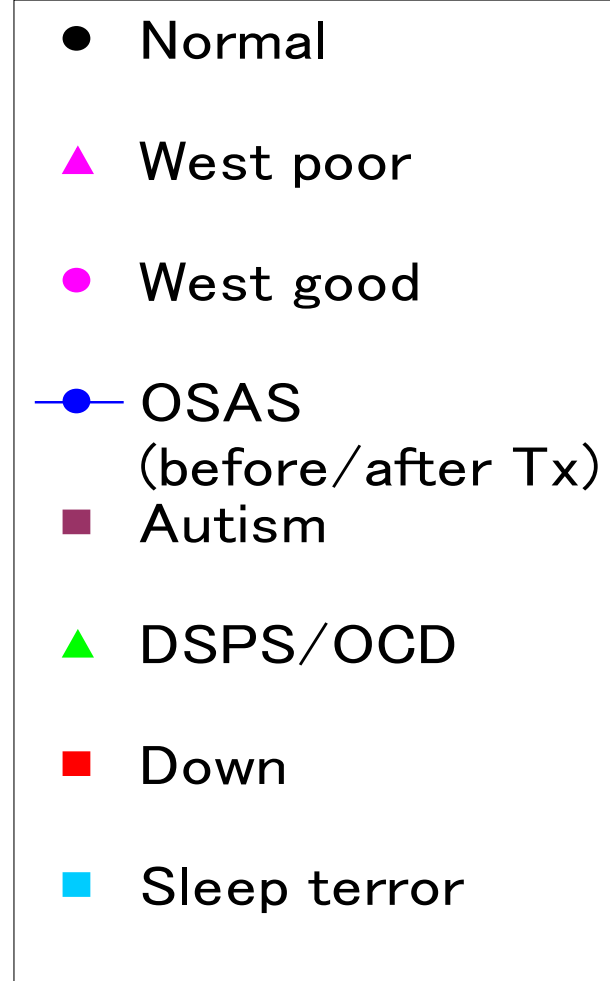 Normal
West poor
West good
OSAS
(before/after Tx)
Autism
DSPS/OCD
Down
Sleep terror